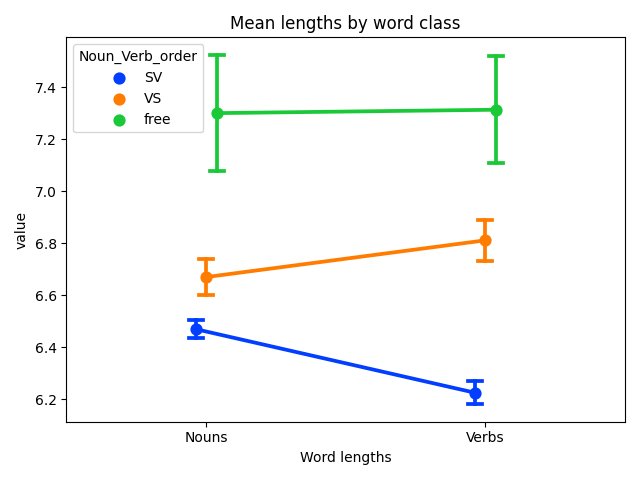 Mean lengths by word class
Noun_Verb_order
SV
VS
free
value
7.4
7.2
7.0
6.8
6.6
6.4
6.2
Nouns
Verbs
Word lengths